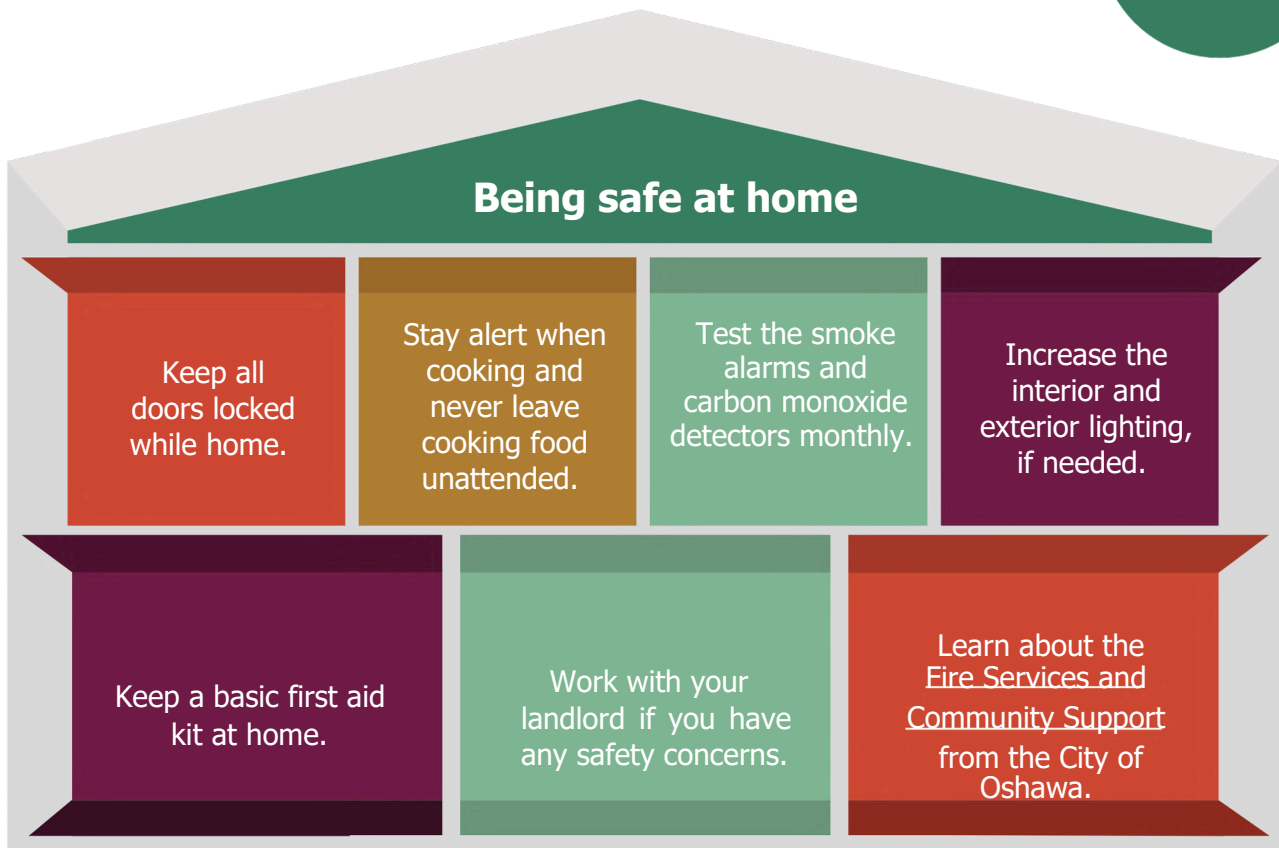 Being safe at home
Keep all
doors locked
while home.
Stay alert when
cooking and
never leave
cooking food
unattended.
Test the smoke
alarms and
carbon monoxide
detectors monthly.
Increase the
interior and
exterior lighting,
if needed.
Keep a basic first aid
kit at home.
Work with your
landlord if you have
any safety concerns.
Learn about the
Fire Services and
Community Support
from the City of
Oshawa.